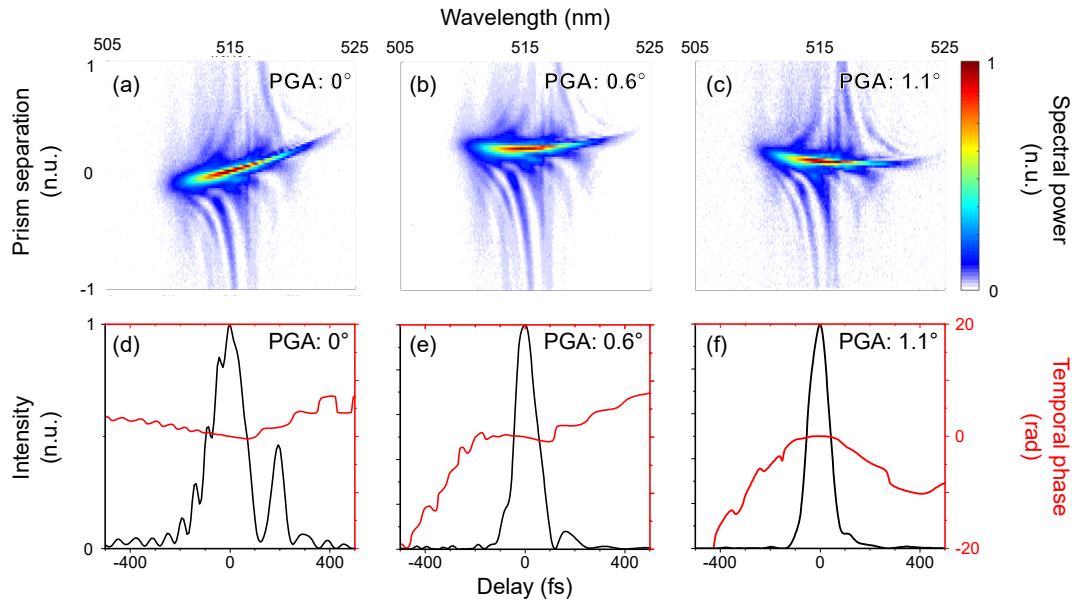 Wavelength (nm)
505 515 525 505 515 525 505 515 525
(a) PGA: 0° (b) PGA: 0.6° (c) PGA: 1.1°
Prism separation
(n.u.)
1
0
-1
1
0
Spectral power
(n.u.)
(d) PGA: 0° (e) PGA: 0.6° (f) PGA: 1.1°
Intensity
(n.u.)
1
0
20
0
-20
Temporal phase
(rad)
-400 0 400 -400 0 400 -400 0 400
Delay (fs)